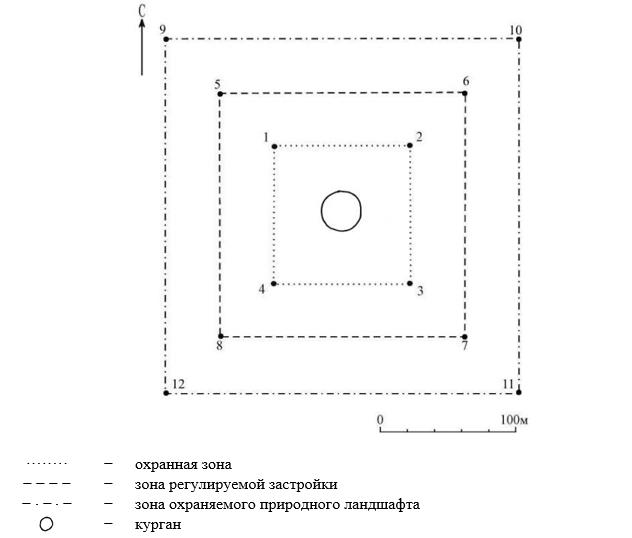 С
9 10
5 6
1 2
4 3
8 7
12 11
0 100м
охранная зона
зона регулируемой застройки
зона охраняемого природного ландшафта
курган